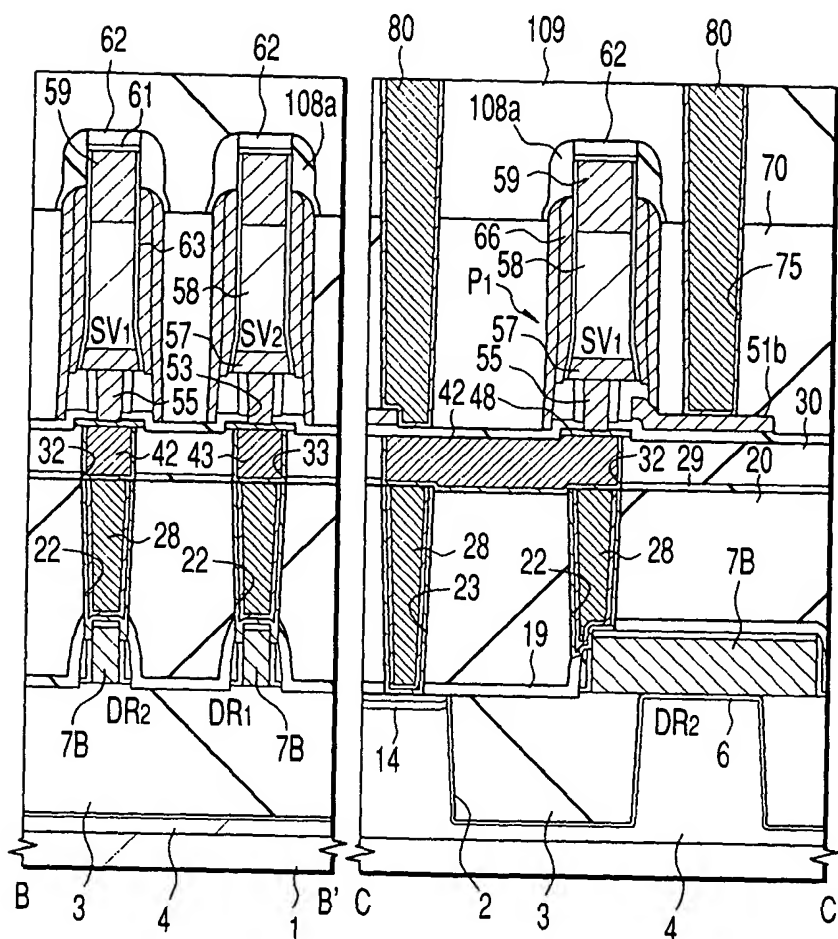 62 62 80 109 62 80
59 61 108a 108a
59 70
63 66
58 58 75
P1
SV1 SV2 SV1
57 57 51b
53 55
55 42 48 30
32 42 43 33 32 29 20
28 28 28
22 22 23 22 7B
19
DR2 DR1 DR2
7B 7B 14 6
B 3 4 1 B' C 2 3 4 C